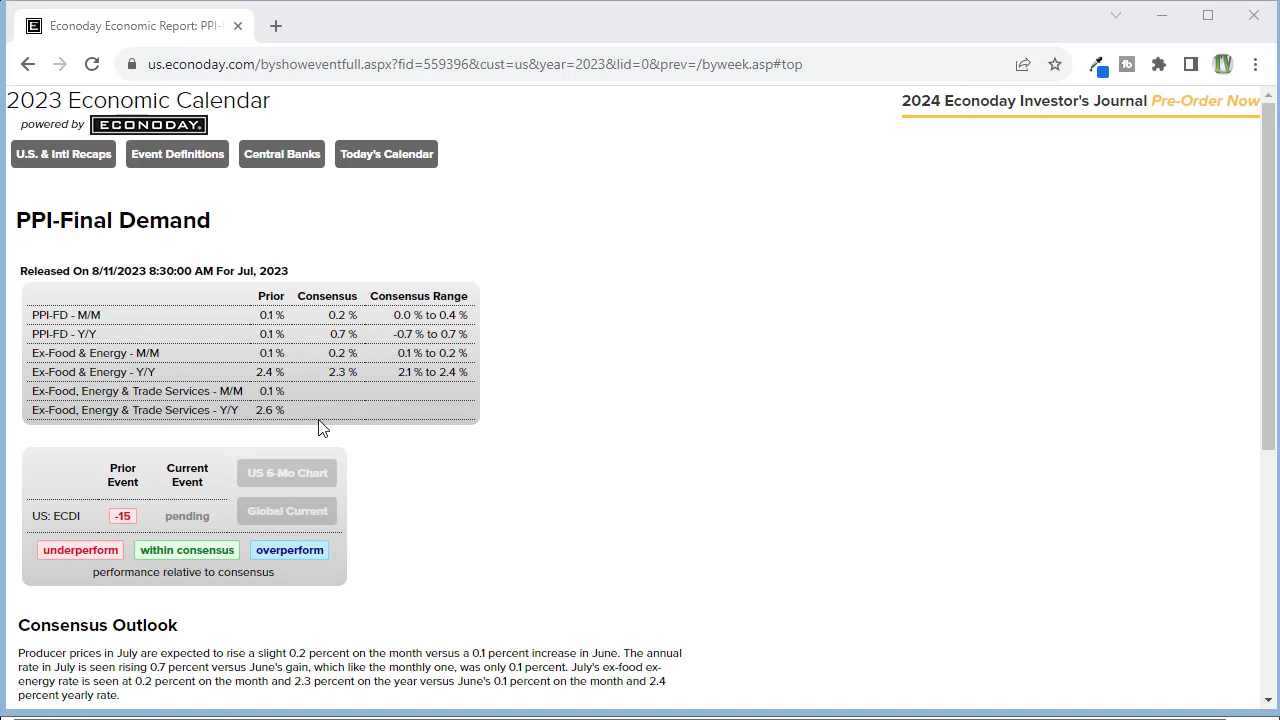 Econoday Economic Report: PPI-
us.econoday.com/byshoweventfull.aspx?fid=559396&cust=us&year=2023&lid=0&prev=/byweek.asp#top
2023 Economic Calendar
2024 Econoday Investor's Journal Pre-Order Now
powered by ECONODAY.
U.S. & Intl Recaps Event Definitions Central Banks Today's Calendar
PPI-Final Demand
Released On 8/11/2023 8:30:00 AM For Jul, 2023
Prior Consensus Consensus Range
PPI-FD - M/M 0.1 % 0.2 % 0.0 % to 0.4 %
PPI-FD - Y/Y 0.1 % 0.7 % -0.7 % to 0.7 %
Ex-Food & Energy - M/M 0.1 % 0.2 % 0.1 % to 0.2 %
Ex-Food & Energy - Y/Y 2.4 % 2.3 % 2.1 % to 2.4 %
Ex-Food, Energy & Trade Services - M/M 0.1 %
Ex-Food, Energy & Trade Services - Y/Y 2.6 %
Prior Current
Event Event
US 6-Mo Chart
US: ECDI -15 pending
Global Current
underperform within consensus overperform
performance relative to consensus
Consensus Outlook
Producer prices in July are expected to rise a slight 0.2 percent on the month versus a 0.1 percent increase in June. The annual
rate in July is seen rising 0.7 percent versus June's gain, which like the monthly one, was only 0.1 percent. July's ex-food ex-
energy rate is seen at 0.2 percent on the month and 2.3 percent on the year versus June's 0.1 percent on the month and 2.4
percent yearly rate.